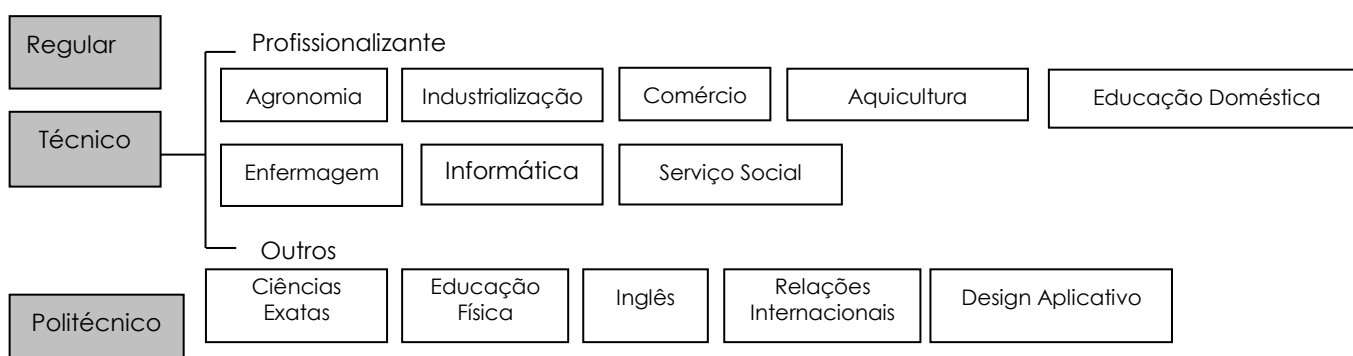 Regular
Profissionalizante
Agronomia
Industrialização
Comércio
Aquicultura
Educação Doméstica
Técnico
Enfermagem
Informática
Serviço Social
Outros
Ciências
Exatas
Educação
Física
Inglês
Relações
Internacionais
Design Aplicativo
Politécnico